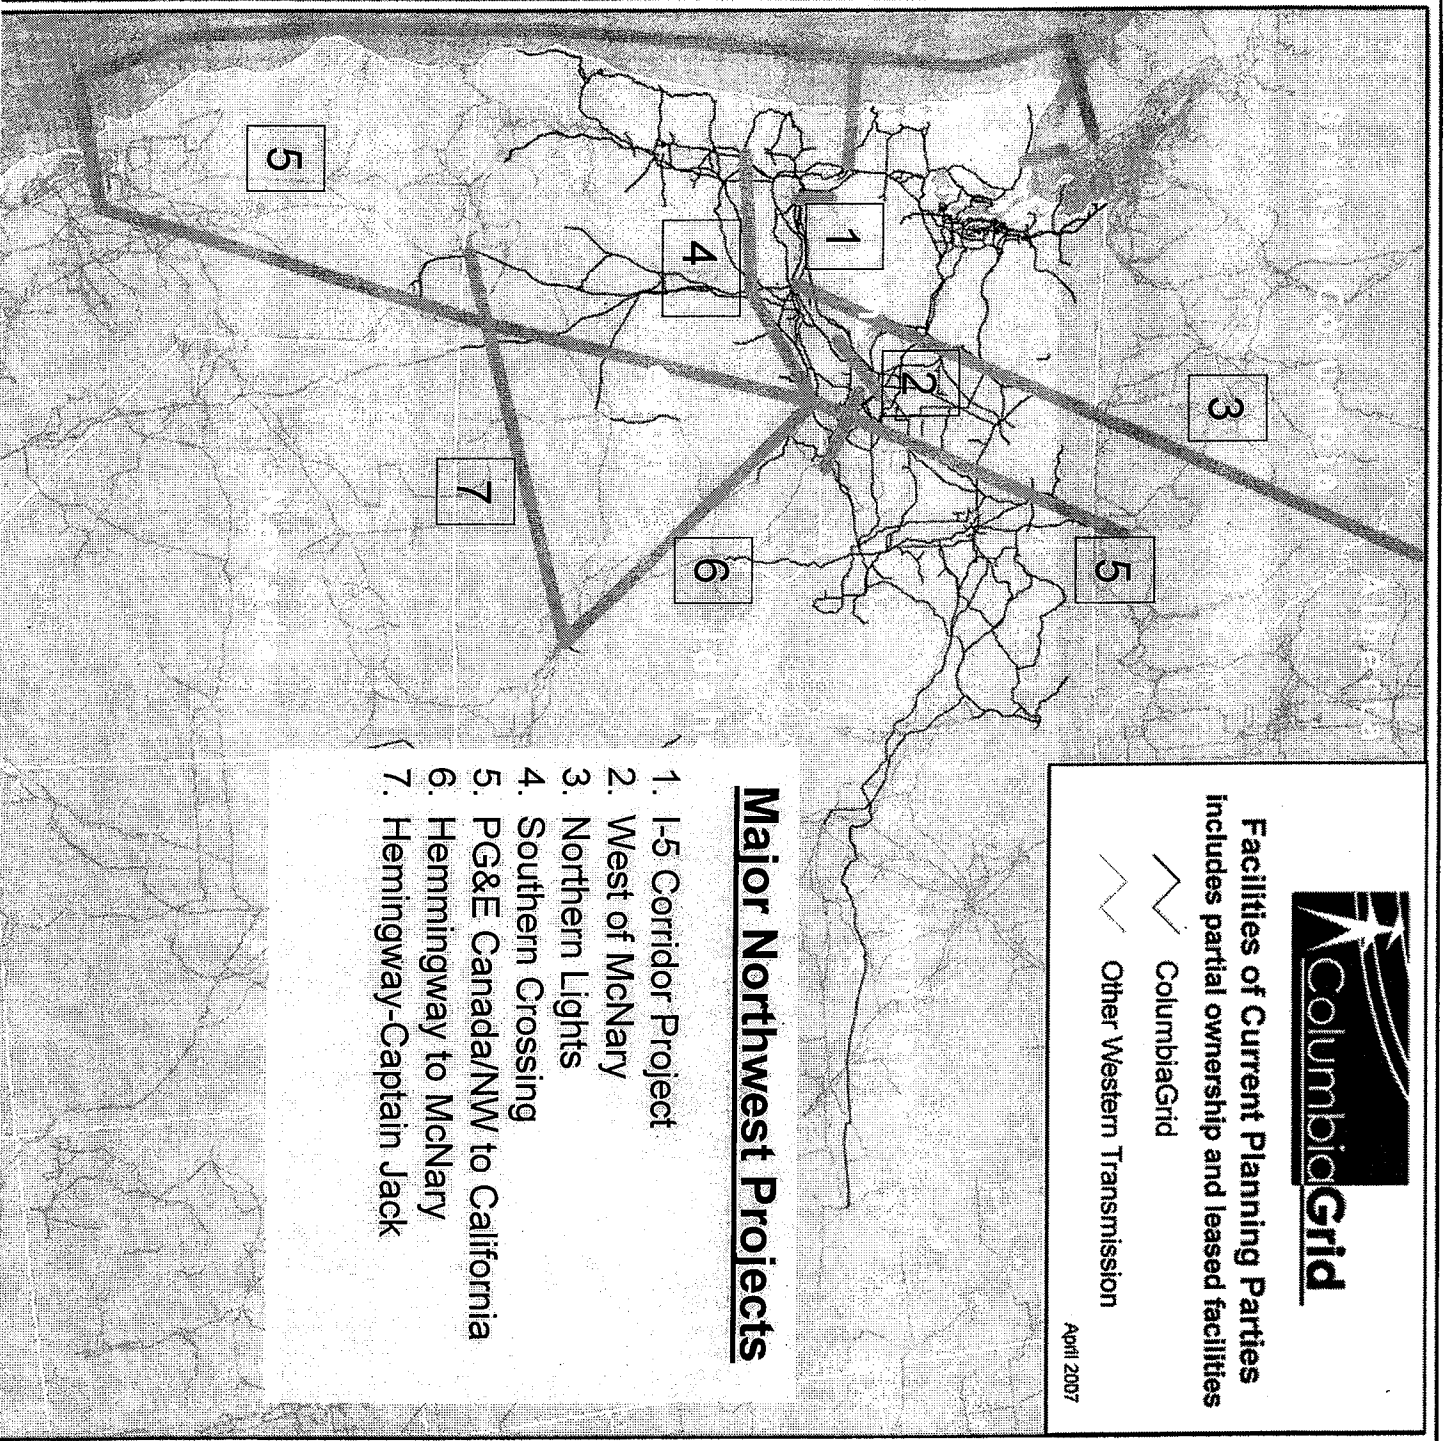 ColumbiaGrid
Facilities of Current Planning Parties
includes partial ownership and leased facilities
ColumbiaGrid
Other Western Transmission
April 2007
British Columbia
Alberta
3
5
2
1
6
4
7
5
Major Northwest Projects
1. I-5 Corridor Project
2. West of McNary
3. Northern Lights
4. Southern Crossing
5. PG&E Canada/NW to California
6. Hemmingway to McNary
7. Hemingway-Captain Jack